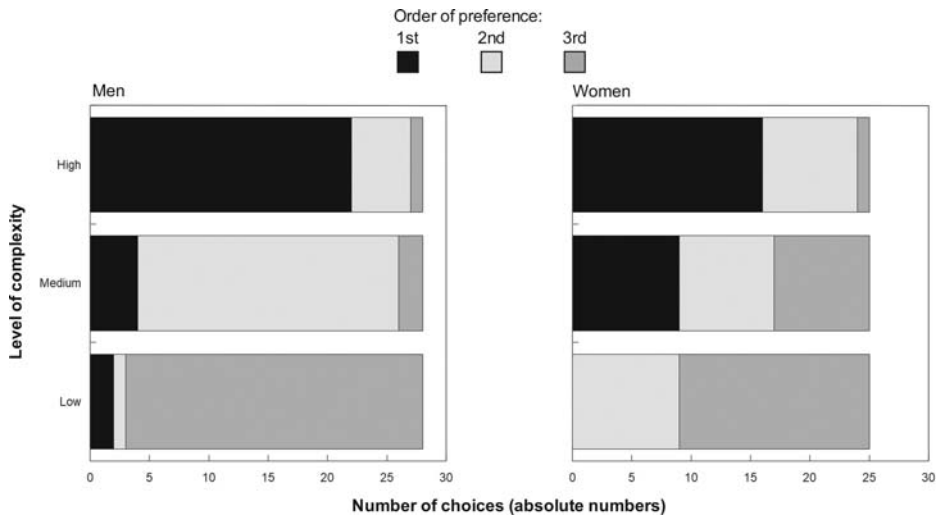 Order of preference:
1st 2nd 3rd
Men Women
High
Medium
Low
Level of complexity
0 5 10 15 20 25 30 0 5 10 15 20 25 30
Number of choices (absolute numbers)